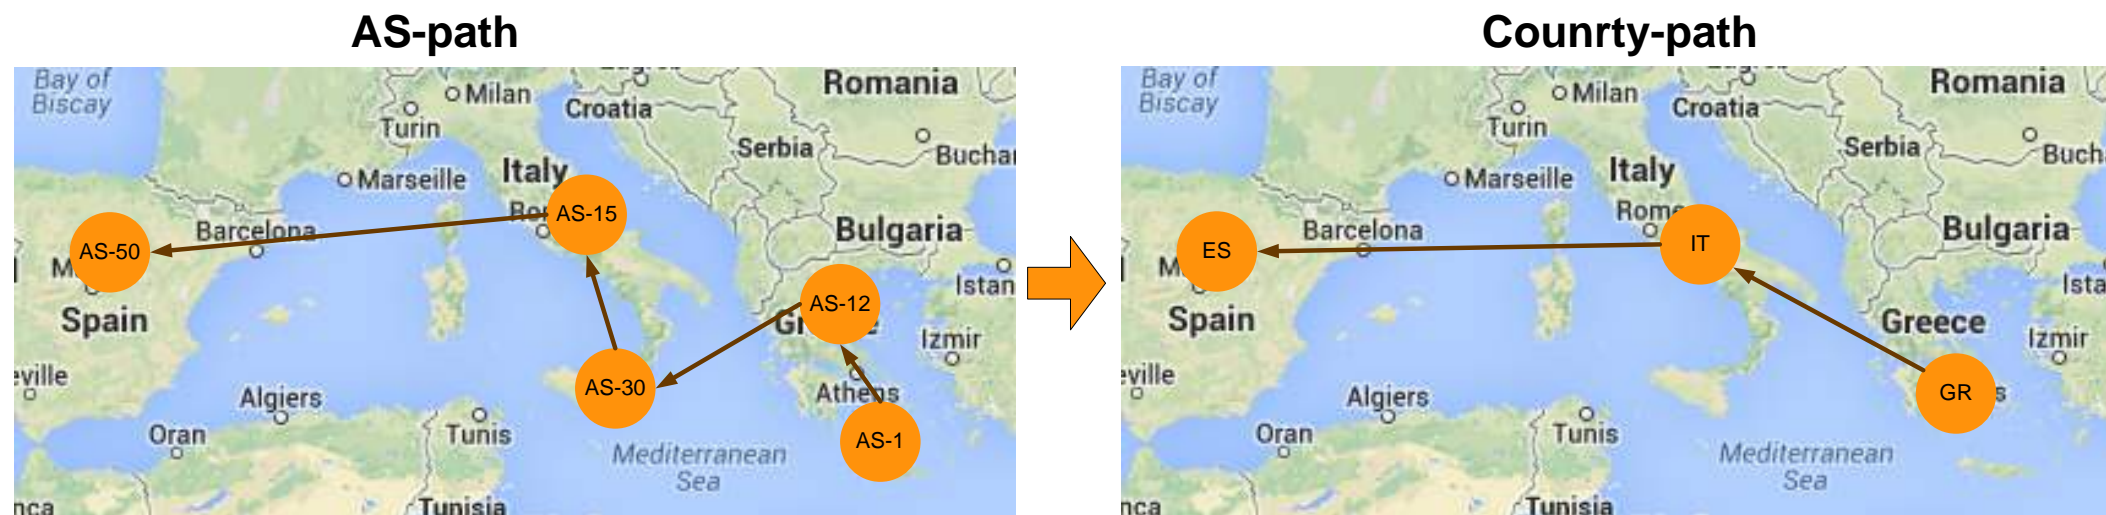 AS-path
Bay of
Biscay
Milan
Croatia
Romania
Turin
Serbia
Italy
Marseille
AS-15
Barcelona
Bulgaria
AS-50
AS-12
Spain
Izmir
AS-30
Athens
Algiers
Oran
Tunis
AS-1
Mediterranean
Sea
Tunisia
Counrty-path
Bay of
Biscay
Milan
Croatia
Romania
Turin
Serbia
Italy
Marseille
Rome
Barcelona
Bulgaria
ES
IT
Spain
Greece
Izmir
GR
Algiers
Oran
Tunis
Mediterranean
Sea
Tunisia